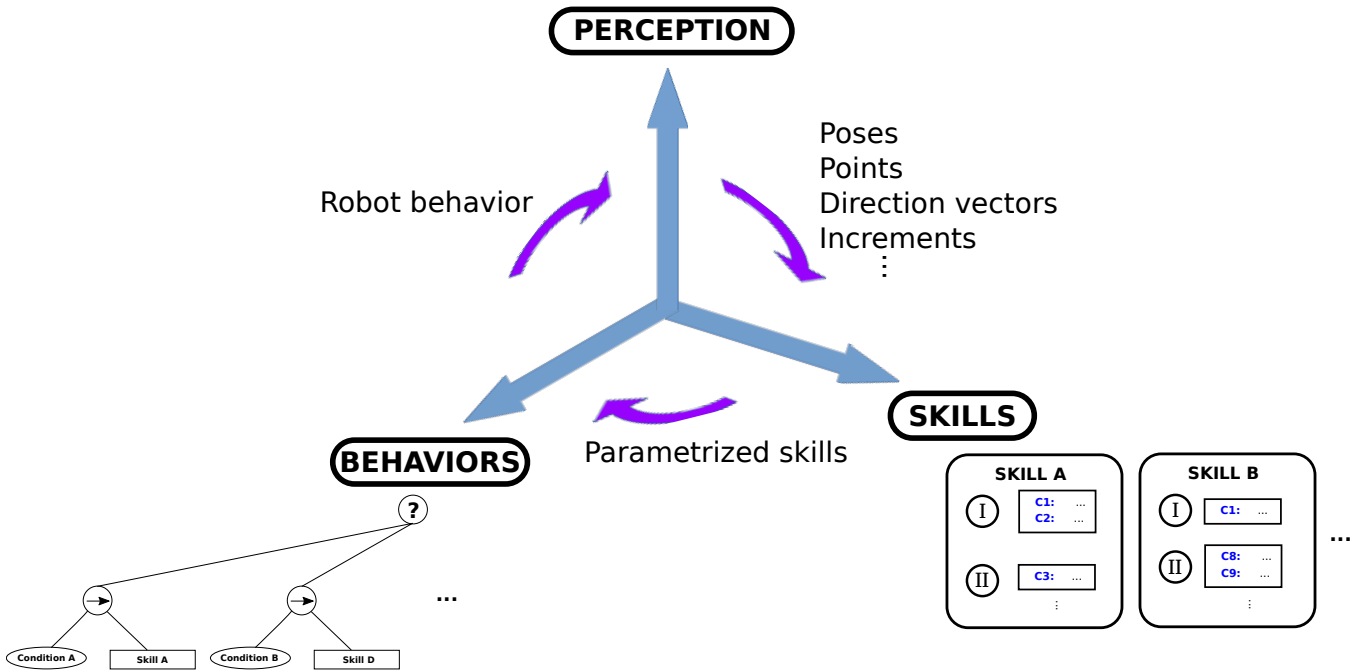 PERCEPTION
Poses
Points
Direction vectors
Increments
⋮
Robot behavior
SKILLS
Parametrized skills
BEHAVIORS
?
Condition A
Skill A
Condition B
Skill D
...
SKILL A
I
C1: ...
C2: ...
II
C3: ...
⋮
SKILL B
I
C1: ...
II
C8: ...
C9: ...
⋮
...